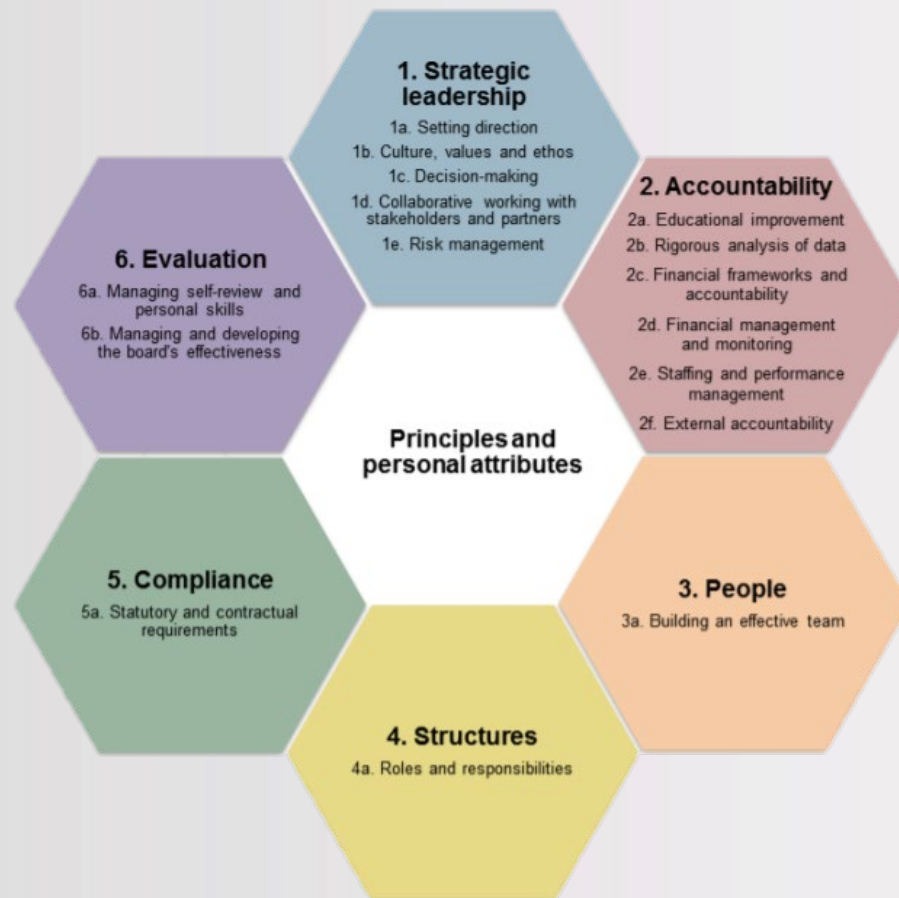 1. Strategic
leadership
1a. Setting direction
1b. Culture, values and ethos
1c. Decision-making
1d. Collaborative working with
stakeholders and partners
1e. Risk management
2. Accountability
2a. Educational improvement
2b. Rigorous analysis of data
2c. Financial frameworks and
accountability
2d. Financial management
and monitoring
2e. Staffing and performance
management
2f. External accountability
3. People
3a. Building an effective team
4. Structures
4a. Roles and responsibilities
5. Compliance
5a. Statutory and contractual
requirements
6. Evaluation
6a. Managing self-review and
personal skills
6b. Managing and developing
the board's effectiveness
Principles and
personal attributes